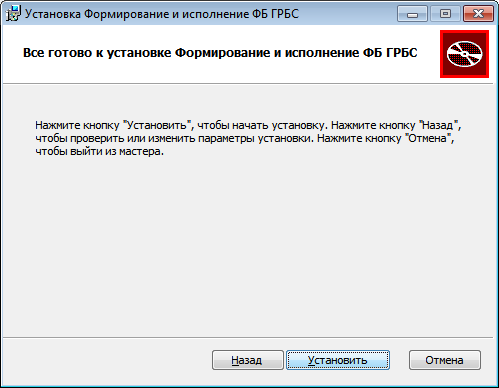 Установка Формирование и исполнение ФБ ГРБС
Все готово к установке Формирование и исполнение ФБ ГРБС
Нажмите кнопку "Установить", чтобы начать установку. Нажмите кнопку "Назад",
чтобы проверить или изменить параметры установки. Нажмите кнопку "Отмена",
чтобы выйти из мастера.
Назад
Установить
Отмена